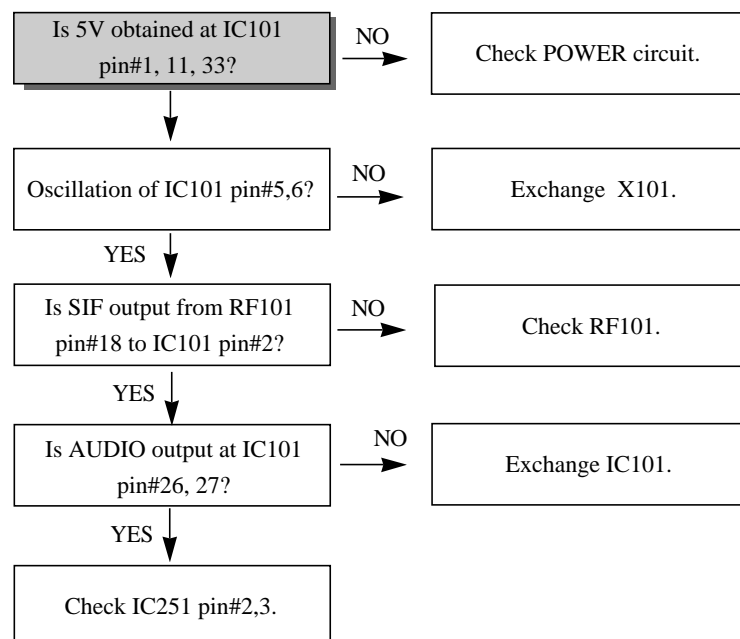 Is 5V obtained at IC101
pin#1, 11, 33?
NO
Check POWER circuit.
Oscillation of IC101 pin#5,6?
NO
Exchange X101.
YES
Is SIF output from RF101
pin#18 to IC101 pin#2?
NO
Check RF101.
YES
Is AUDIO output at IC101
pin#26, 27?
NO
Exchange IC101.
YES
Check IC251 pin#2,3.